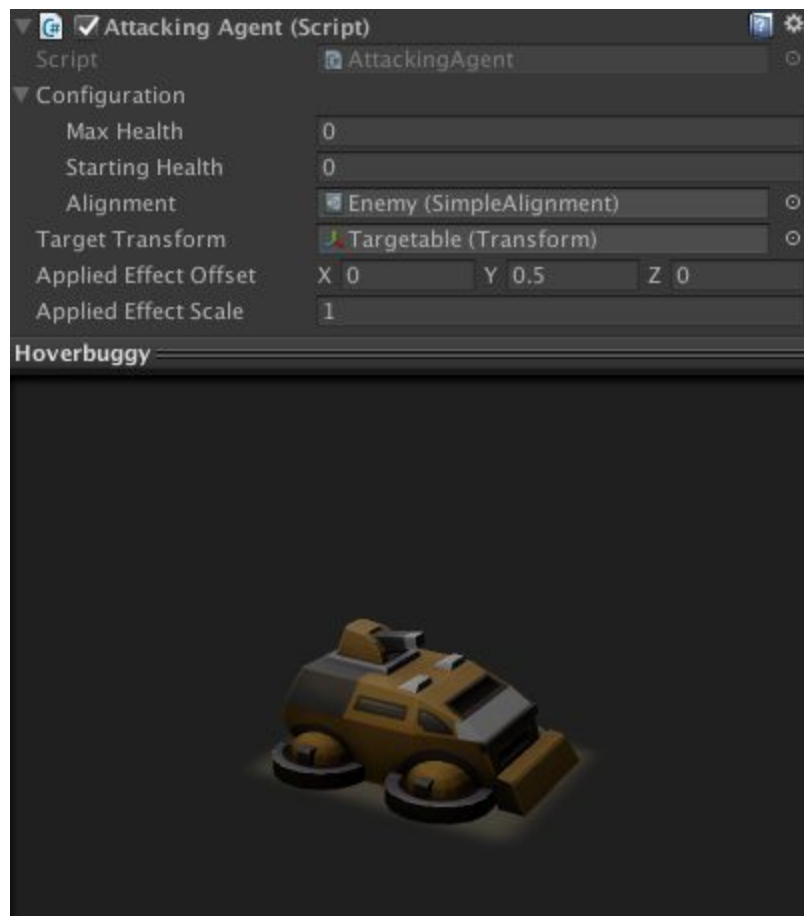 Attacking Agent (Script)
Script AttackingAgent
Configuration
Max Health 0
Starting Health 0
Alignment Enemy (SimpleAlignment)
Target Transform Targetable (Transform)
Applied Effect Offset X 0 Y 0.5 Z 0
Applied Effect Scale 1
Hoverbuggy